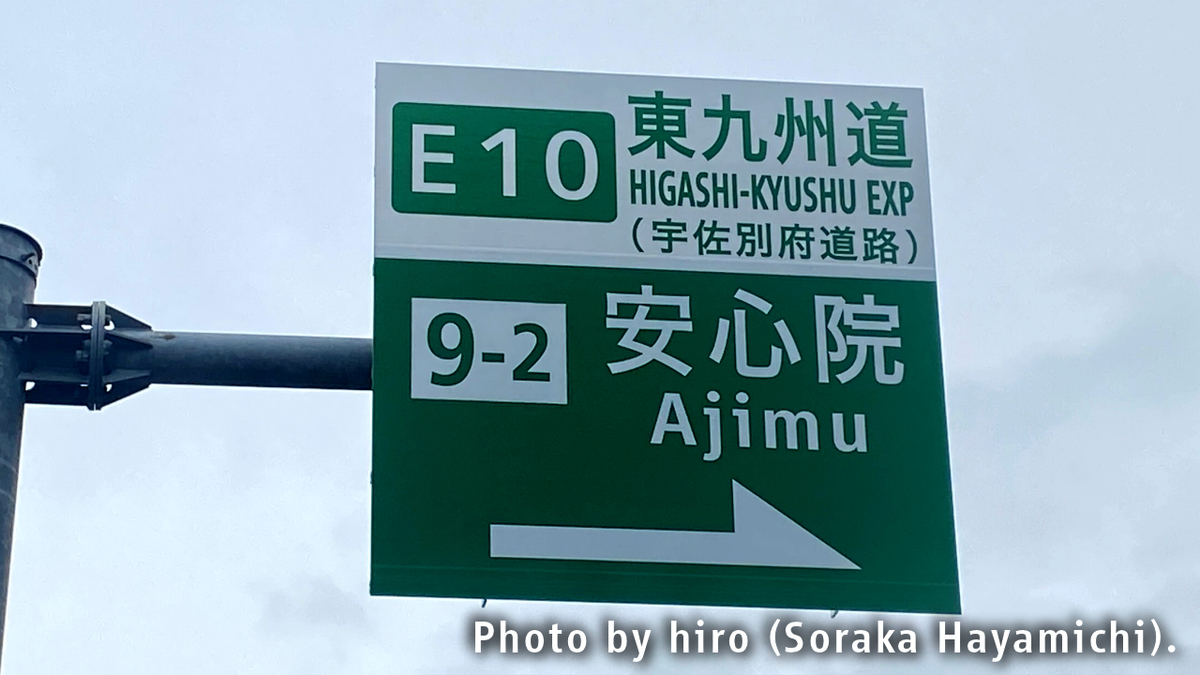 E10
東九州道
HIGASHI-KYUSHU EXP
(宇佐別府道路)
9-2
安心院
Ajimu
Photo by hiro (Soraka Hayamichi).